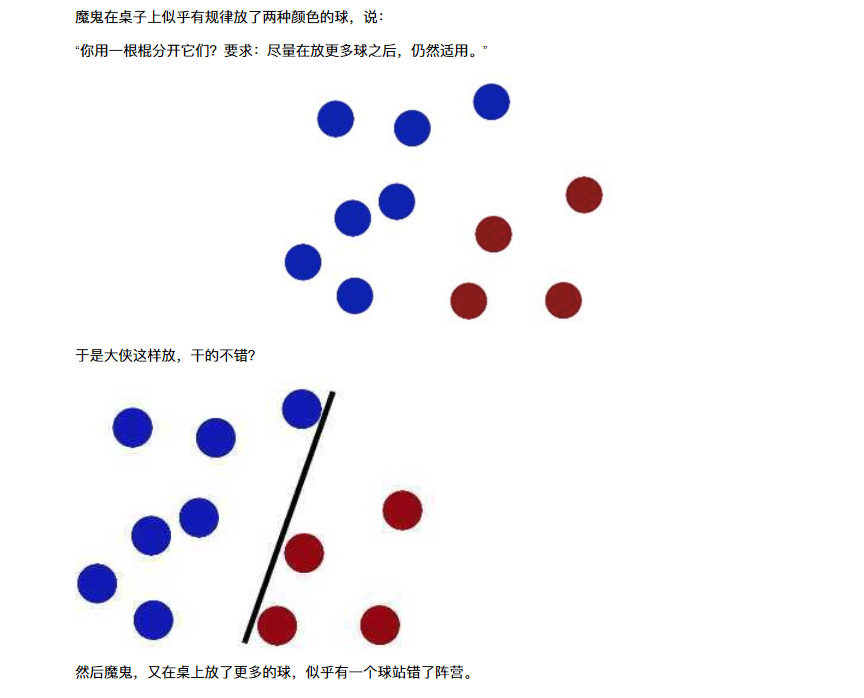 魔鬼在桌子上似乎有规律放了两种颜色的球，说：
“你用一根棍分开它们？要求：尽量在放更多球之后，仍然适用。”
于是大侠这样放，干的不错？
然后魔鬼，又在桌上放了更多的球，似乎有一个球站错了阵营。